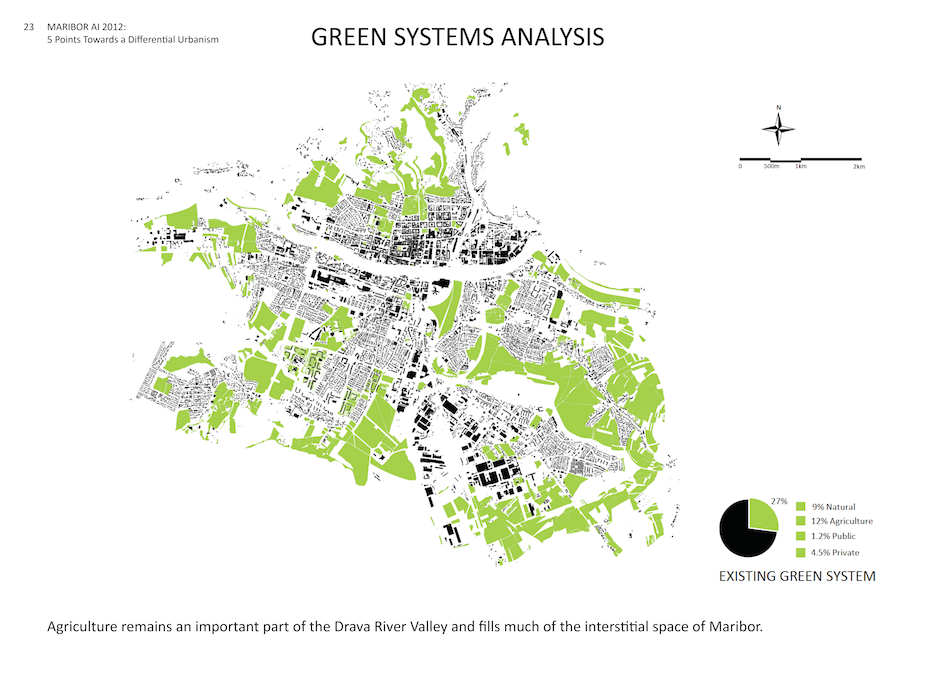 23 MARIBOR AI 2012:
5 Points Towards a Differential Urbanism
GREEN SYSTEMS ANALYSIS
N
0 500m 1km 2km
27%
9% Natural
12% Agriculture
1.2% Public
4.5% Private
EXISTING GREEN SYSTEM
Agriculture remains an important part of the Drava River Valley and fills much of the interstitial space of Maribor.